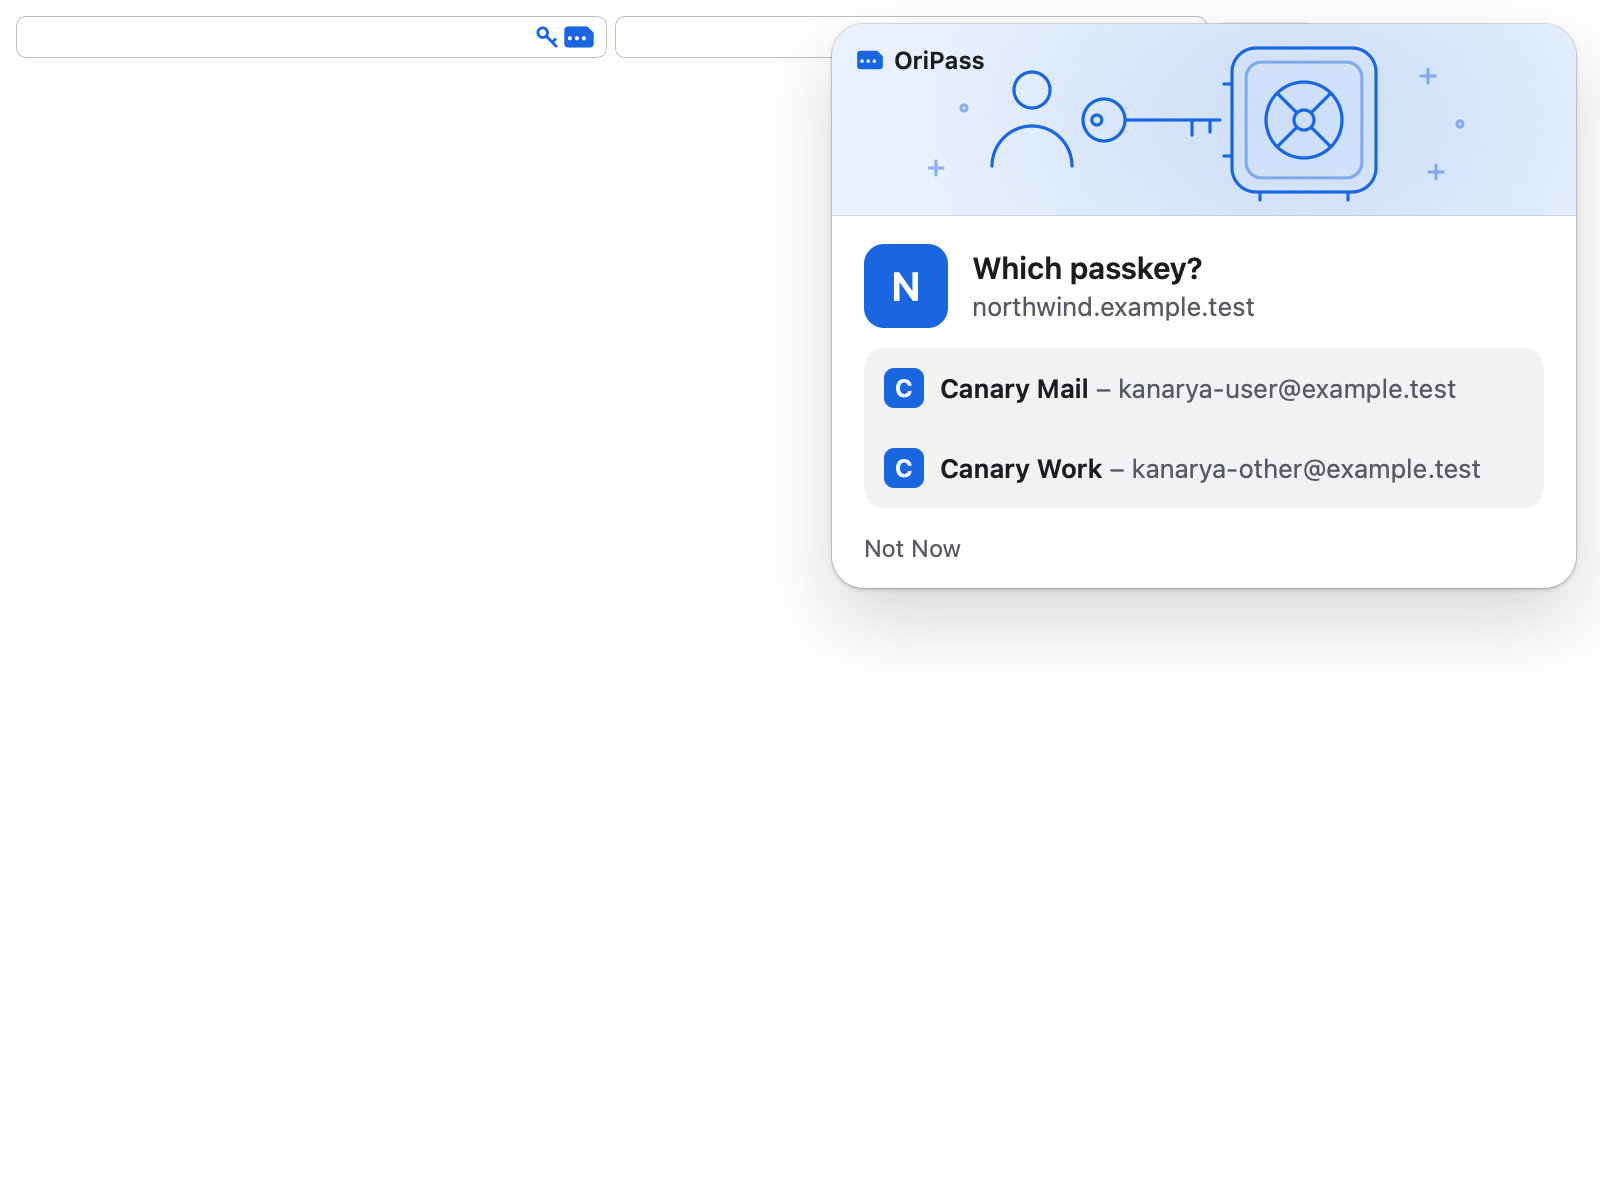 OriPass
N
Which passkey?
northwind.example.test
C
Canary Mail – kanarya-user@example.test
C
Canary Work – kanarya-other@example.test
Not Now